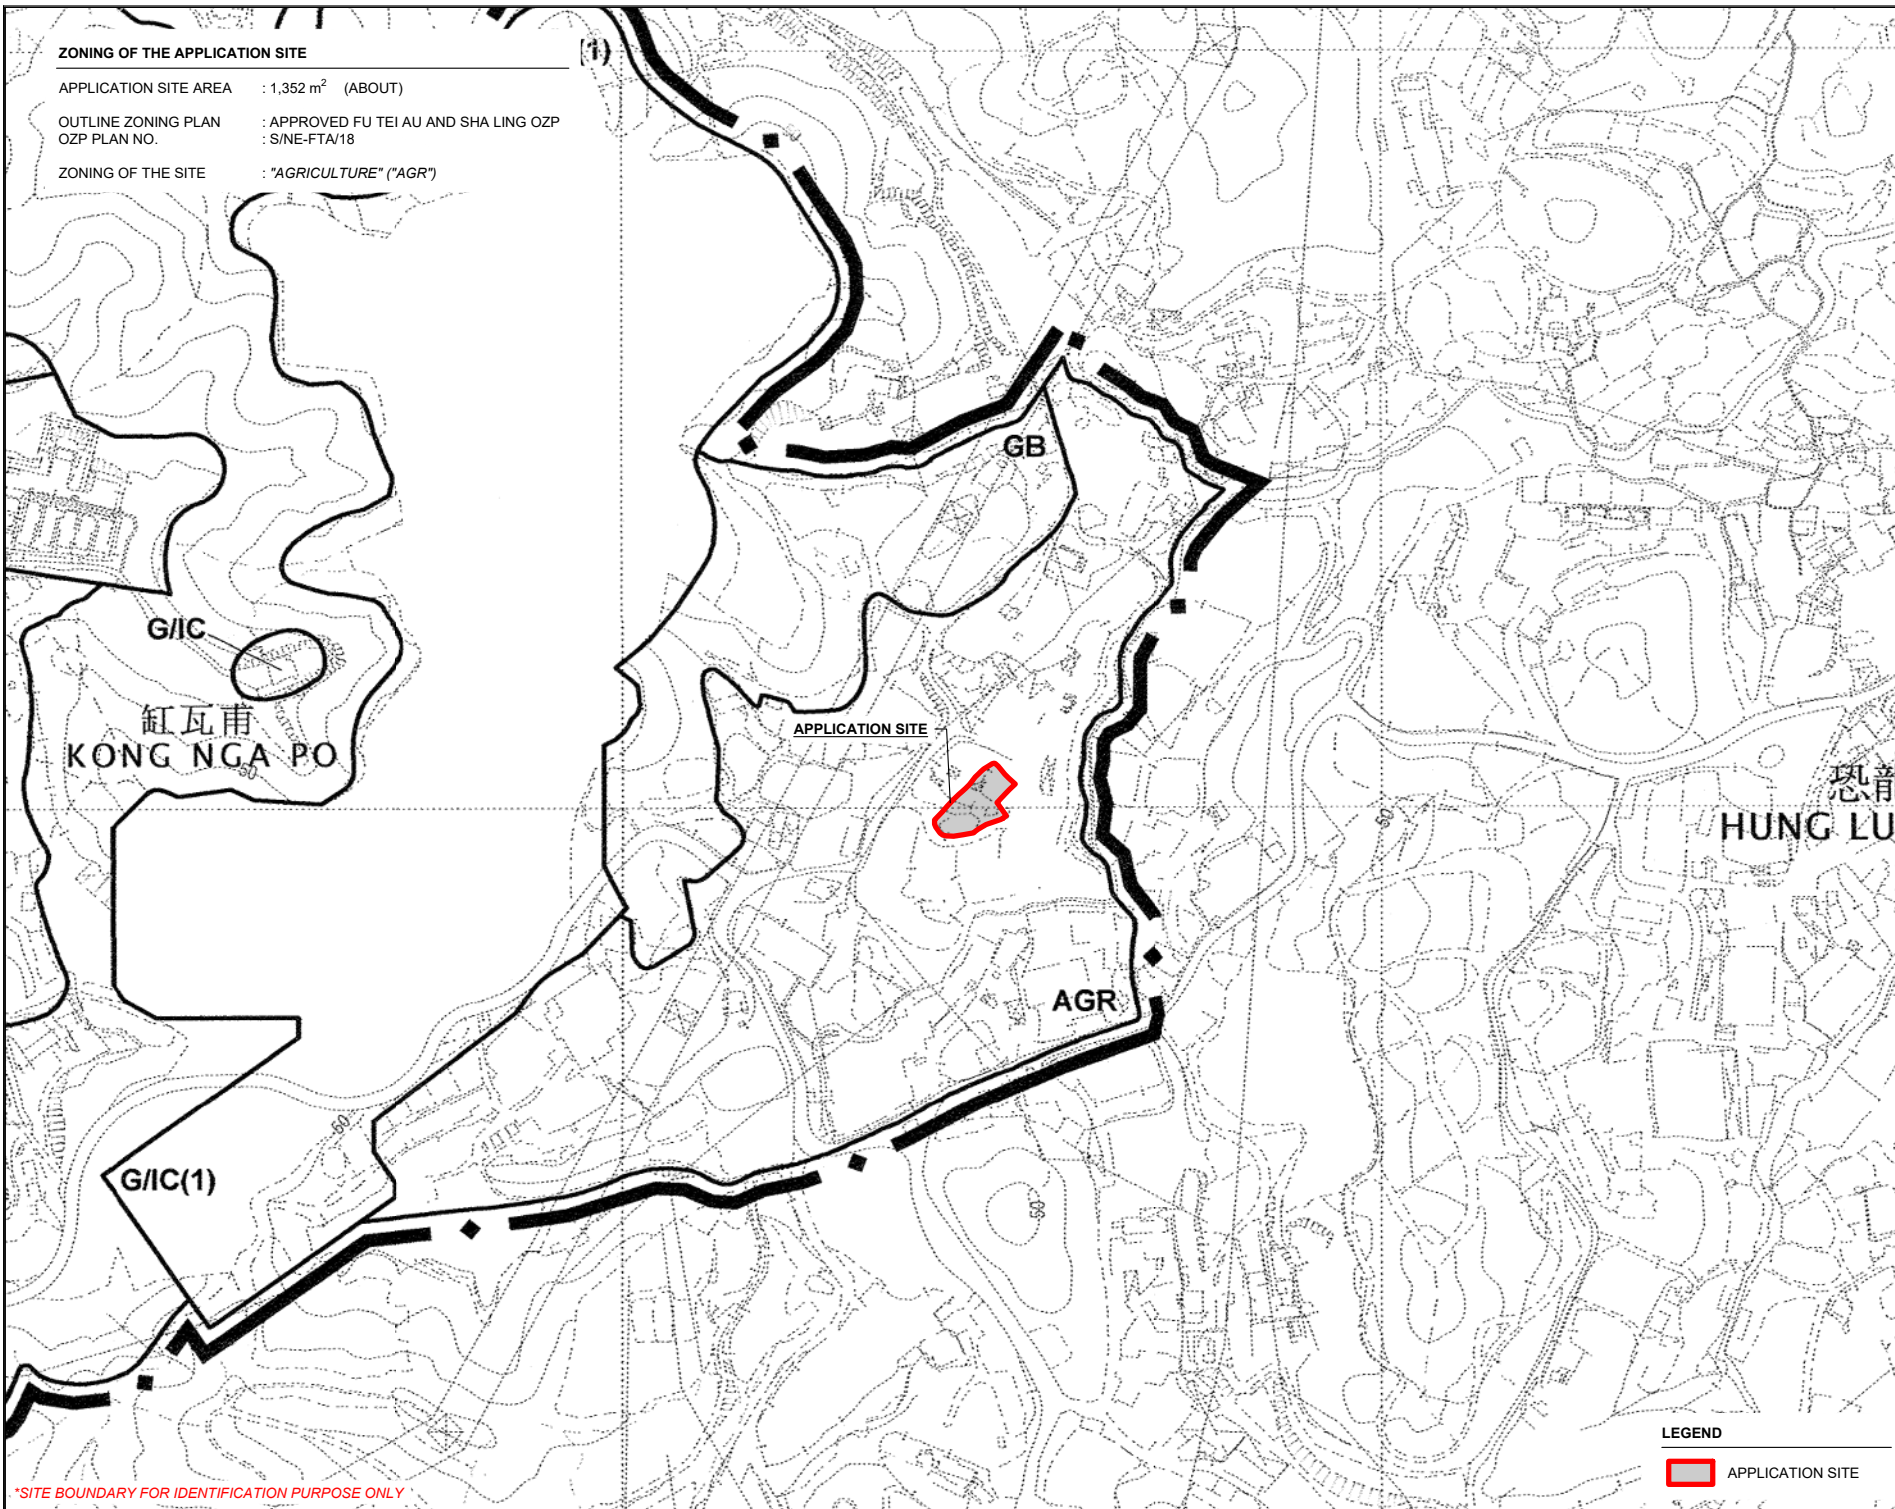 ZONING OF THE APPLICATION SITE
APPLICATION SITE AREA : 1,352 m² (ABOUT)
OUTLINE ZONING PLAN : APPROVED FU TEI AU AND SHA LING OZP
OZP PLAN NO. : S/NE-FTA/18
ZONING OF THE SITE : "AGRICULTURE" ("AGR")
(1)
GB
G/IC
缸瓦甫
KONG NGA PO
50
APPLICATION SITE
恐龍
HUNG LU
50
AGR
50
G/IC(1)
50
LEGEND
APPLICATION SITE
*SITE BOUNDARY FOR IDENTIFICATION PURPOSE ONLY